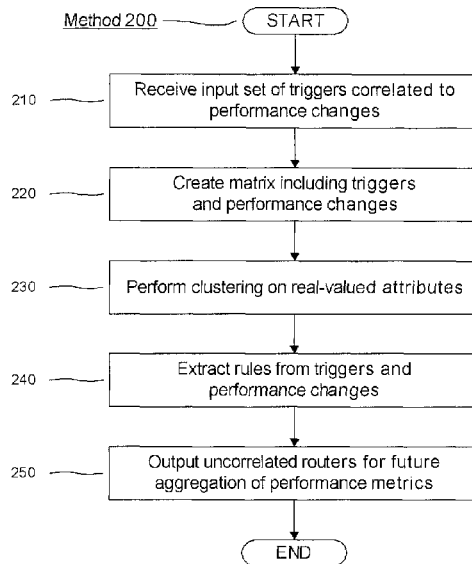 Method 200
START
210
Receive input set of triggers correlated to
performance changes
220
Create matrix including triggers
and performance changes
230
Perform clustering on real-valued attributes
240
Extract rules from triggers and
performance changes
250
Output uncorrelated routers for future
aggregation of performance metrics
END